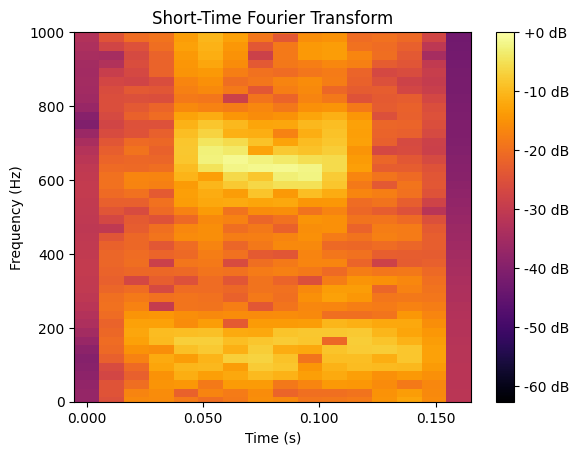 Short-Time Fourier Transform
1000
800
600
400
200
0
Frequency (Hz)
0.000
0.050
0.100
0.150
Time (s)
+0 dB
-10 dB
-20 dB
-30 dB
-40 dB
-50 dB
-60 dB